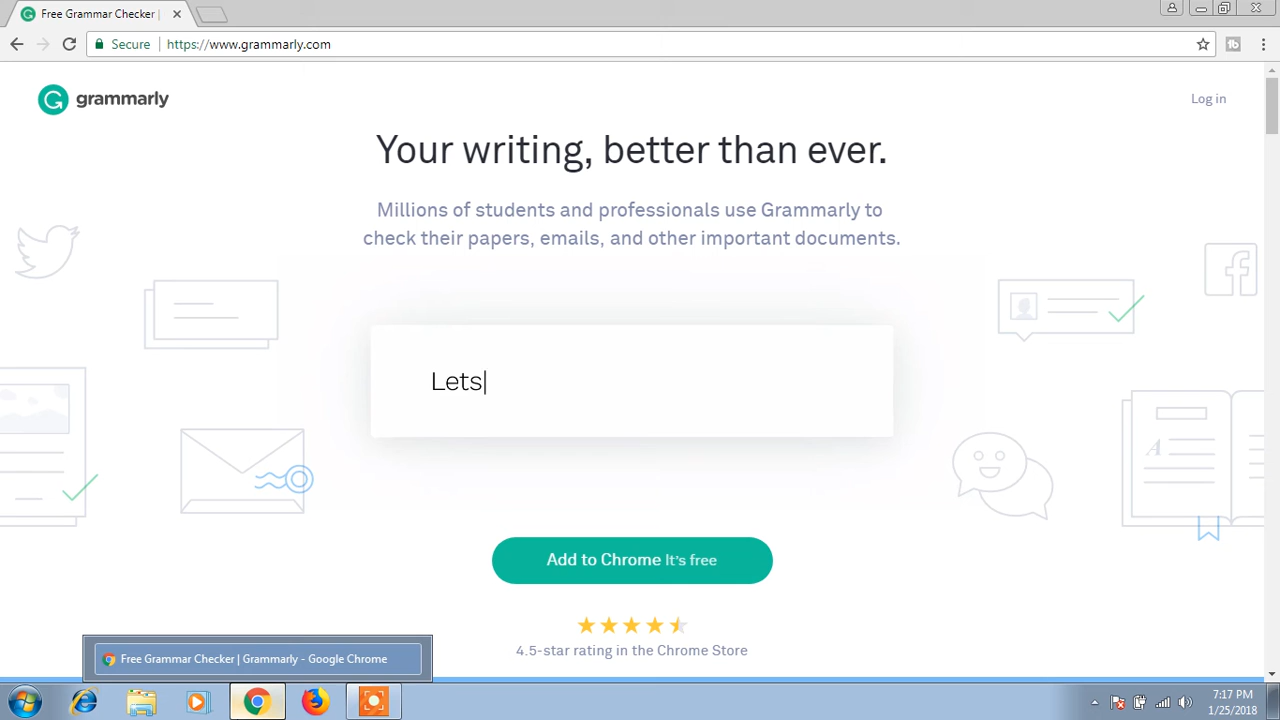 Free Grammar Checker |
Secure
https://www.grammarly.com
grammarly
Log in
Your writing, better than ever.
Millions of students and professionals use Grammarly to
check their papers, emails, and other important documents.
Lets
A
Add to Chrome It's free
4.5-star rating in the Chrome Store
Free Grammar Checker | Grammarly - Google Chrome
7:17 PM
1/25/2018